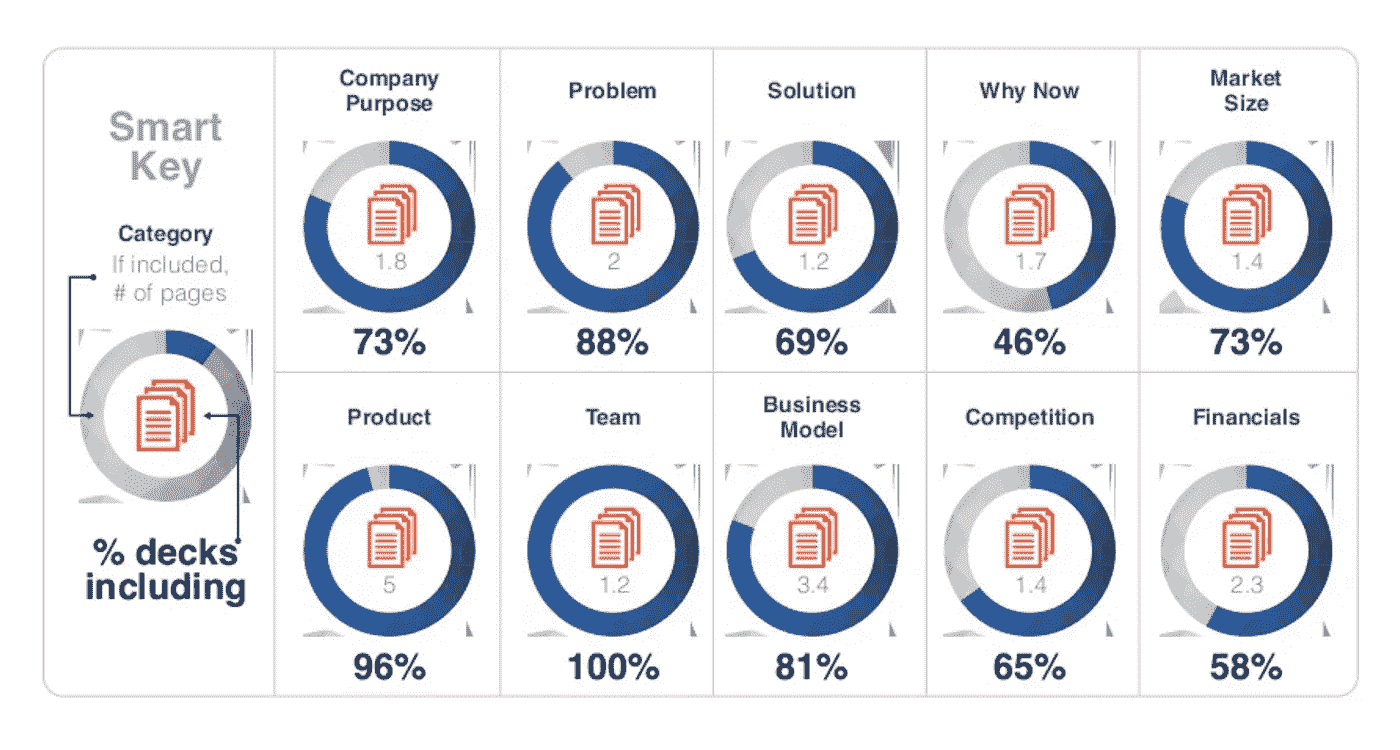 Smart
Key
Category
If included,
# of pages
% decks
including
Company
Purpose
1.8
73%
Problem
2
88%
Solution
1.2
69%
Why Now
1.7
46%
Market
Size
1.4
73%
Product
5
96%
Team
1.2
100%
Business
Model
3.4
81%
Competition
1.4
65%
Financials
2.3
58%